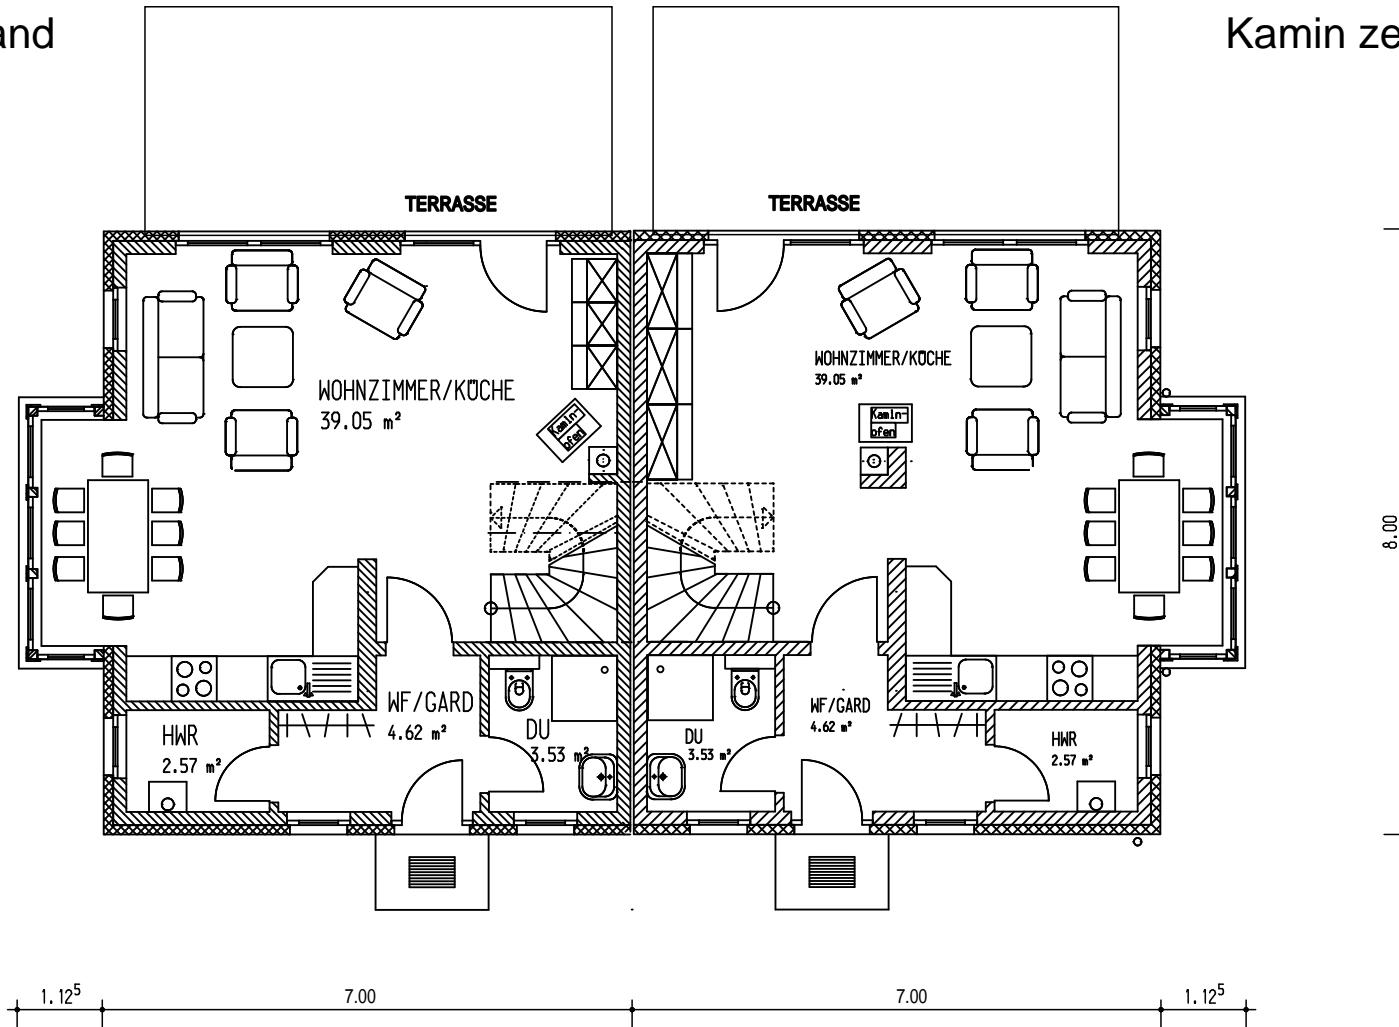 and
Kamin ze
TERRASSE
TERRASSE
WOHNZIMMER/KÜCHE
39.05 m²
WOHNZIMMER/KÜCHE
39.05 m²
Kamin-
ofen
Kamin-
ofen
8.00
WF/GARD
4.62 m²
DU
3.53 m²
HWR
2.57 m²
WF/GARD
4.62 m²
DU
3.53 m²
HWR
2.57 m²
1.12⁵
7.00
7.00
1.12⁵